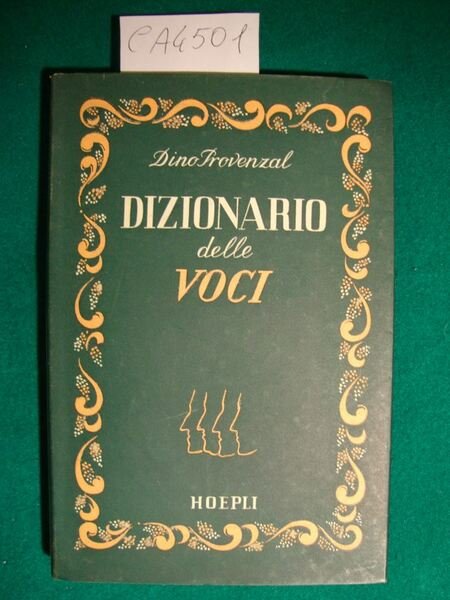 CA4501
Dino Provenzal
DIZIONARIO
delle
VOCI
HOEPLI